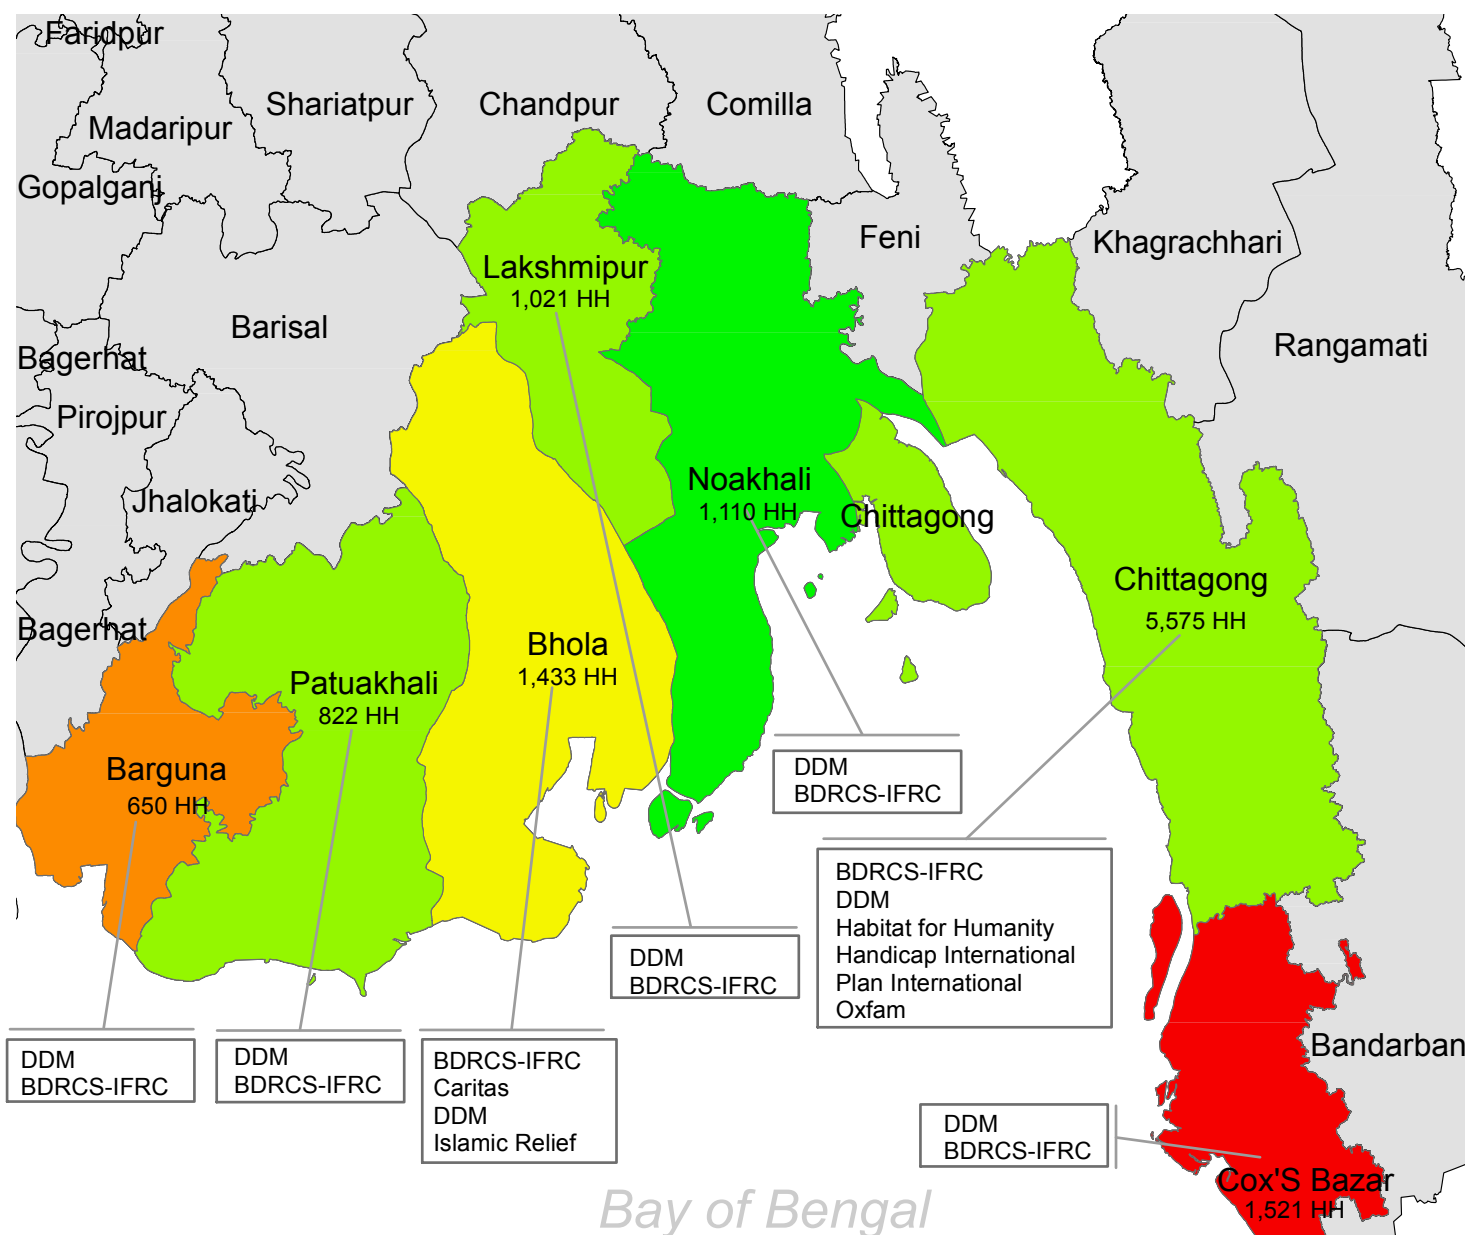 Faridpur
Shariatpur
Chandpur
Comilla
Madaripur
Gopalganj
Feni
Khagrachhari
Lakshmipur
1,021 HH
Barisal
Rangamati
Bagerhat
Pirojpur
Noakhali
1,110 HH
Jhalokati
Chittagong
Chittagong
5,575 HH
Bagerhat
Bhola
1,433 HH
Patuakhali
822 HH
Barguna
650 HH
DDM
BDRCS-IFRC
BDRCS-IFRC
DDM
Habitat for Humanity
Handicap International
Plan International
Oxfam
DDM
BDRCS-IFRC
DDM
BDRCS-IFRC
DDM
BDRCS-IFRC
BDRCS-IFRC
Caritas
DDM
Islamic Relief
Bandarban
DDM
BDRCS-IFRC
Cox'S Bazar
1,521 HH
Bay of Bengal